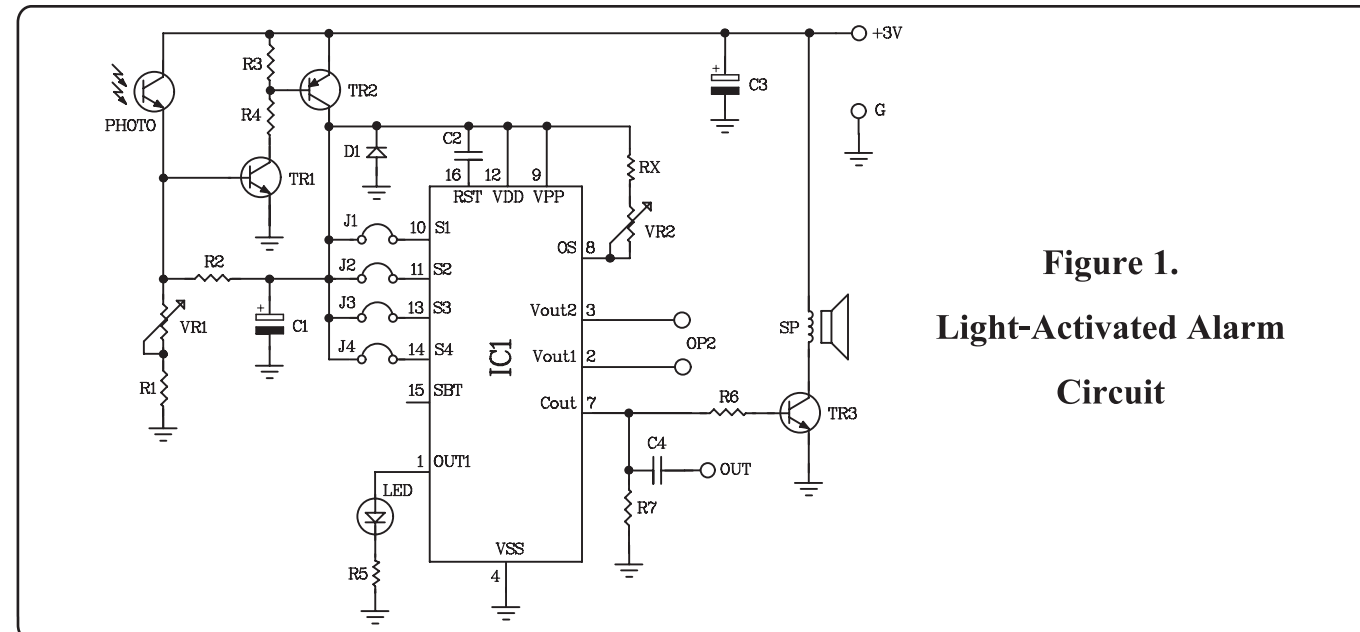 +3V
R3
TR2
C3
PHOTO
R4
G
D1
C2
RX
TR1
16 12 9
RST VDD VPP
J1 10 S1
VR2
OS 8
R2
J2 11 S2
Figure 1.
Light-Activated Alarm
Circuit
VR1
C1
J3 13 S3
Vout2 3
SP
OP2
J4 14 S4
IC1
Vout1 2
R1
15 SBT
Cout 7
R6
TR3
C4
OUT
1 OUT1
LED
R7
VSS
R5
4